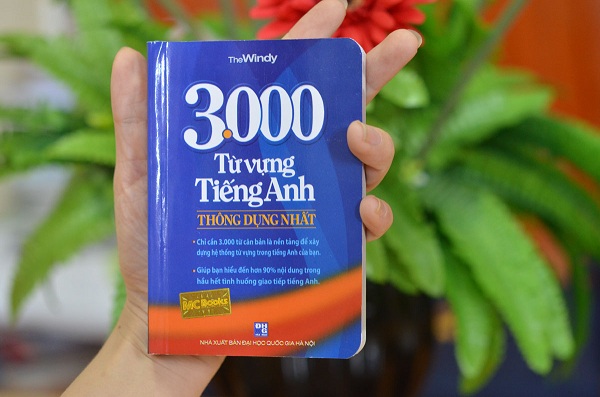 TheWindy
3.000
Từ vựng
Tiếng Anh
THÔNG DỤNG NHẤT
• Chỉ cần 3.000 từ căn bản là nền tảng để xây
dựng hệ thống từ vựng trong tiếng Anh của bạn.
• Giúp bạn hiểu đến hơn 90% nội dung trong
hầu hết tình huống giao tiếp tiếng Anh.
MCBooks
NHÀ XUẤT BẢN ĐẠI HỌC QUỐC GIA HÀ NỘI